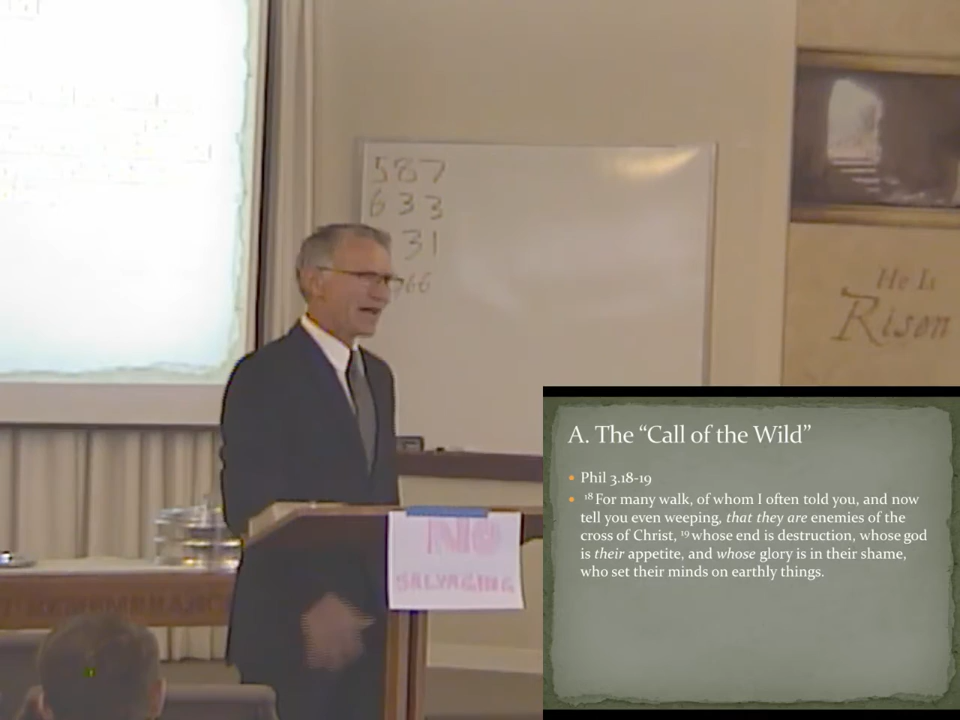 587
633
31
66
He Is
Risen
NO
SALVAGING
REMEMBRANCE
A. The “Call of the Wild”
Phil 3.18-19
18 For many walk, of whom I often told you, and now
tell you even weeping, that they are enemies of the
cross of Christ, 19 whose end is destruction, whose god
is their appetite, and whose glory is in their shame,
who set their minds on earthly things.